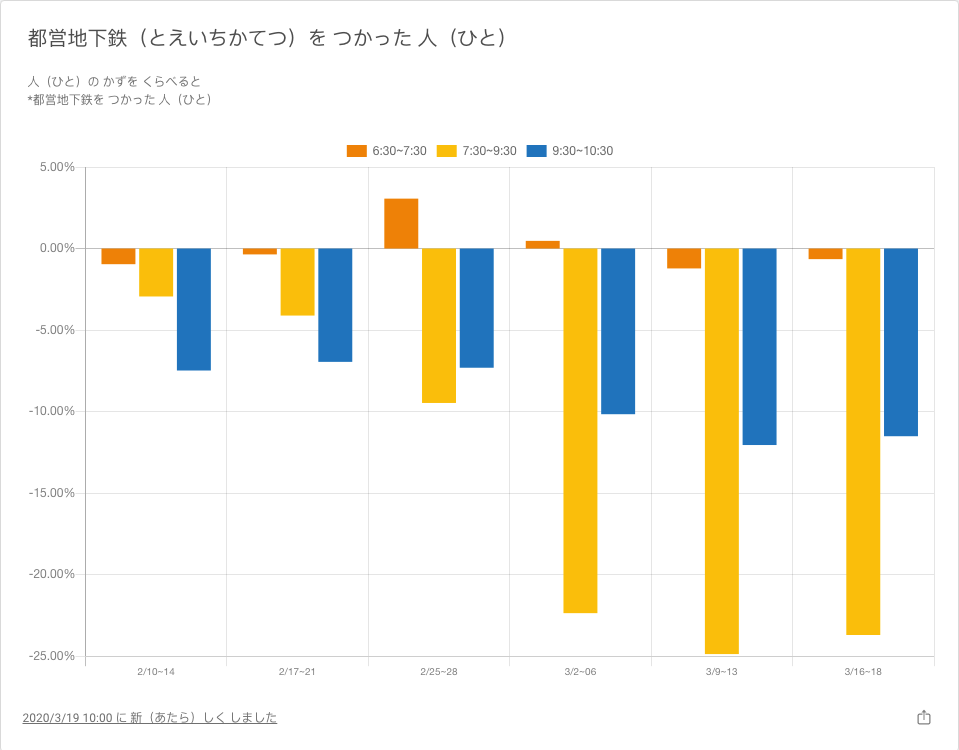 都営地下鉄（とえいちかてつ）を つかった 人（ひと）
人（ひと）の かずを くらべると
*都営地下鉄を つかった 人（ひと）
6:30~7:30 7:30~9:30 9:30~10:30
5.00%
0.00%
-5.00%
-10.00%
-15.00%
-20.00%
-25.00%
2/10~14 2/17~21 2/25~28 3/2~06 3/9~13 3/16~18
2020/3/19 10:00 に 新（あたら）しく しました